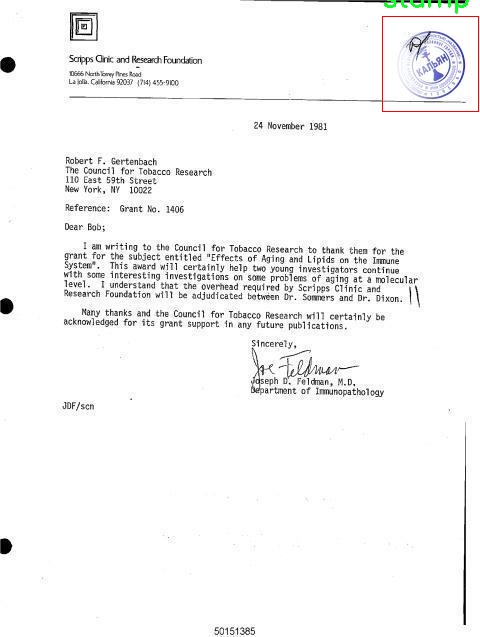 stamp
Scripps Clinic and Research Foundation
10666 North Torrey Pines Road
La Jolla, California 92037 (714) 455-9100
КАЛЬЯН
24 November 1981
Robert F. Gertenbach
The Council for Tobacco Research
110 East 59th Street
New York, NY 10022
Reference: Grant No. 1406
Dear Bob;
I am writing to the Council for Tobacco Research to thank them for the
grant for the subject entitled "Effects of Aging and Lipids on the Immune
System". This award will certainly help two young investigators continue
with some interesting investigations on some problems of aging at a molecular
level. I understand that the overhead required by Scripps Clinic and
Research Foundation will be adjudicated between Dr. Sommers and Dr. Dixon.
Many thanks and the Council for Tobacco Research will certainly be
acknowledged for its grant support in any future publications.
Sincerely,
Joe Feldman
Joseph D. Feldman, M.D.
Department of Immunopathology
JDF/scn
50151385